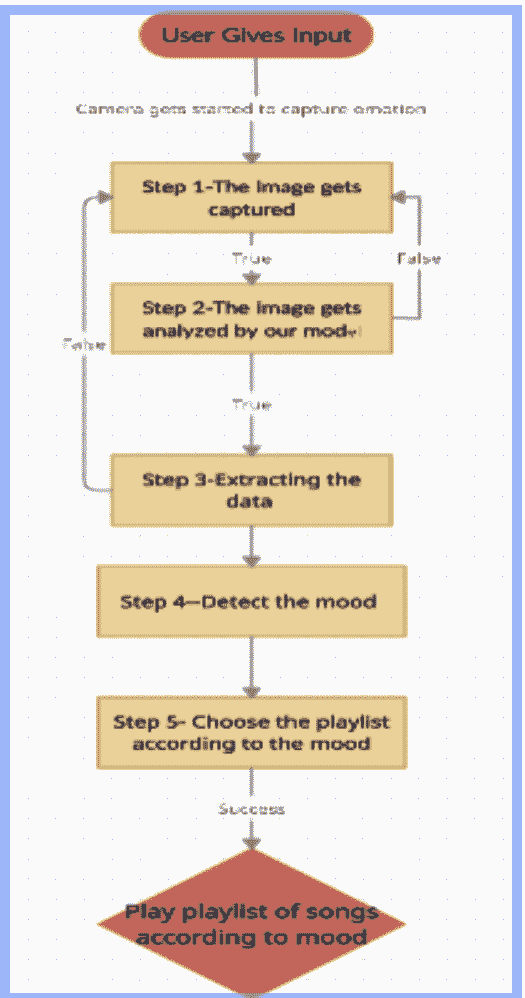 User Gives Input
Camera gets started to capture emotion
Step 1-The image gets
captured
True
False
Step 2-The image gets
analyzed by our model
False
True
Step 3-Extracting the
data
Step 4-Detect the mood
Step 5- Choose the playlist
according to the mood
Success
Play playlist of songs
according to mood